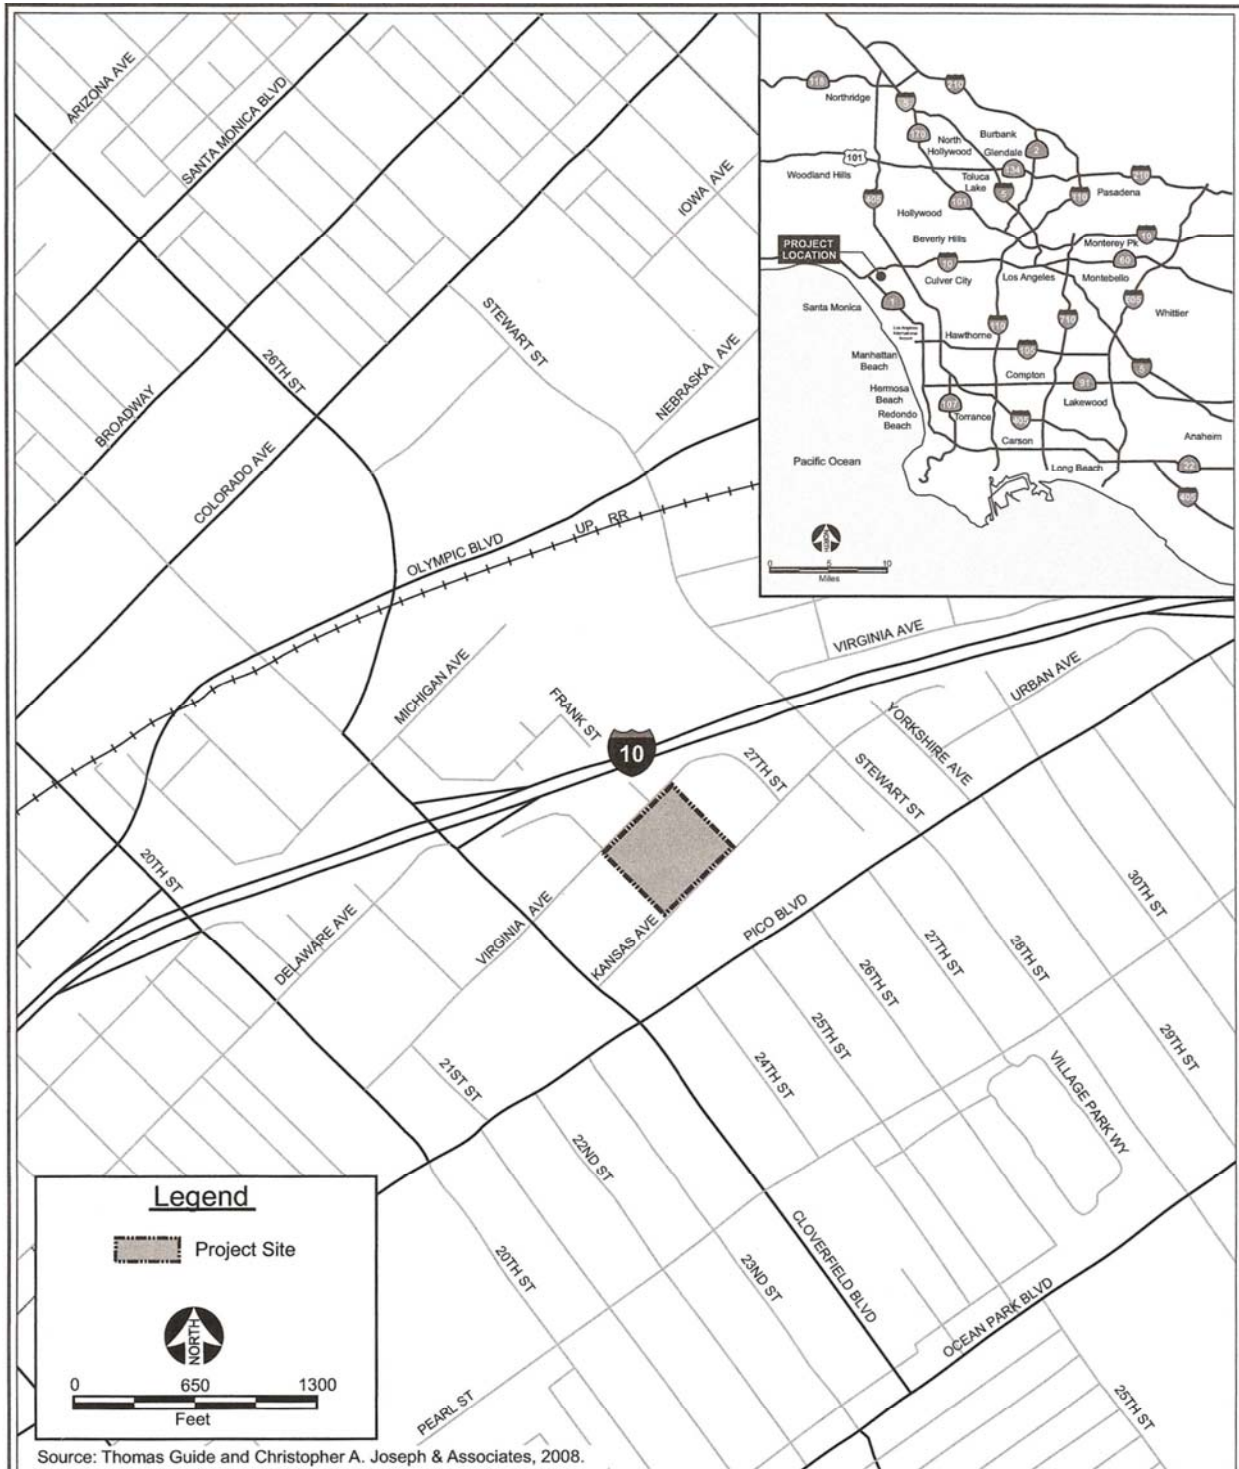 ARIZONA AVE
SANTA MONICA BLVD
IOWA AVE
STEWART ST
NEBRASKA AVE
26TH ST
BROADWAY
COLORADO AVE
OLYMPIC BLVD
UP RR
VIRGINIA AVE
MICHIGAN AVE
FRANK ST
10
27TH ST
URBAN AVE
YORKSHIRE AVE
STEWART ST
20TH ST
DELAWARE AVE
VIRGINIA AVE
KANSAS AVE
PICO BLVD
30TH ST
27TH ST
28TH ST
26TH ST
25TH ST
24TH ST
29TH ST
21ST ST
22ND ST
VILLAGE PARK WY
20TH ST
23ND ST
CLOVERFIELD BLVD
OCEAN PARK BLVD
PEARL ST
25TH ST
118
210
Northridge
5
170
Burbank
North
Hollywood
Glendale
2
101
134
210
Woodland Hills
Toluca
Lake
5
405
101
110
Pasadena
Hollywood
Beverly Hills
Monterey Pk
10
PROJECT
LOCATION
10
60
Culver City
Los Angeles
Montebello
Santa Monica
1
605
Whittier
Los Angeles
International
Airport
Hawthorne
110
710
Manhattan
Beach
105
5
Compton
91
Hermosa
Beach
Lakewood
107
Redondo
Beach
Torrance
405
Carson
Anaheim
Pacific Ocean
Long Beach
22
405
NORTH
0 5 10
Miles
Legend
Project Site
NORTH
0 650 1300
Feet
Source: Thomas Guide and Christopher A. Joseph & Associates, 2008.